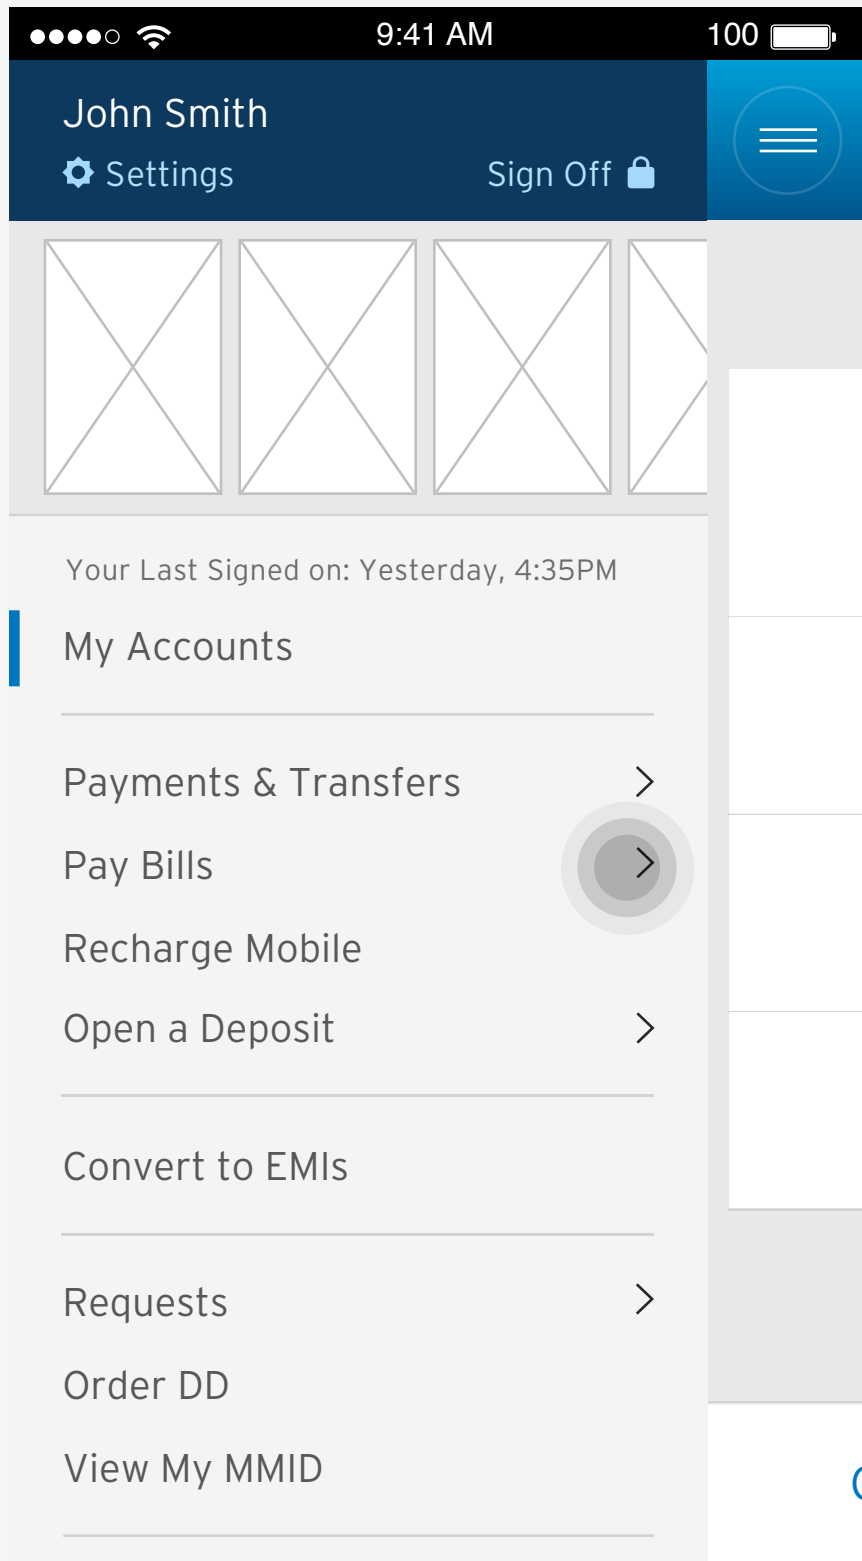 9:41 AM 100
John Smith
Settings Sign Off
Your Last Signed on: Yesterday, 4:35PM
My Accounts
Payments & Transfers
Pay Bills
Recharge Mobile
Open a Deposit
Convert to EMIs
Requests
Order DD
View My MMID